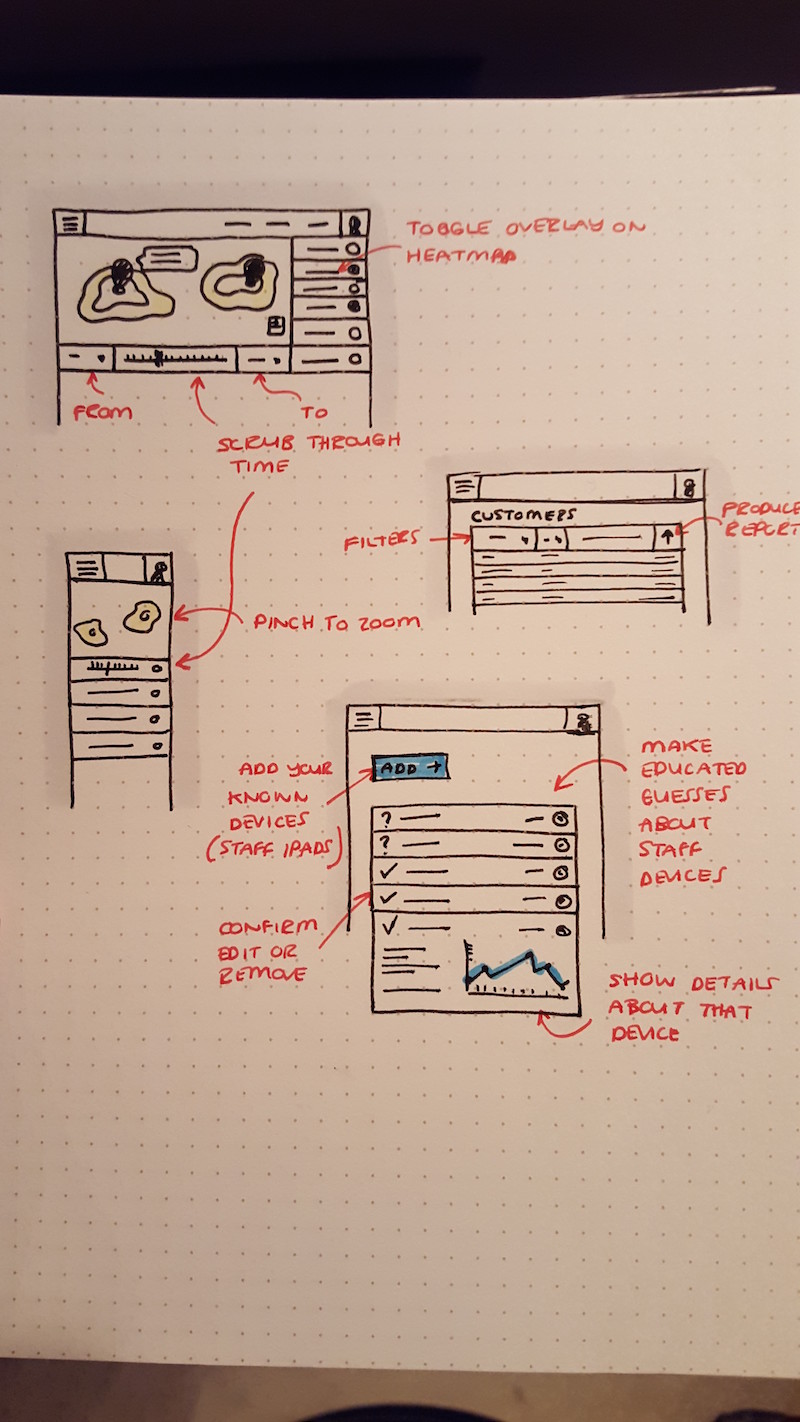 TOGGLE OVERLAY ON
HEATMAP
FROM
TO
SCRUB THROUGH
TIME
CUSTOMERS
FILTERS
PRODUCE
REPORT
PINCH TO ZOOM
ADD YOUR
KNOWN
DEVICES
(STAFF IPADS)
ADD +
MAKE
EDUCATED
GUESSES
ABOUT
STAFF
DEVICES
?
?
CONFIRM
EDIT OR
REMOVE
SHOW DETAILS
ABOUT THAT
DEVICE